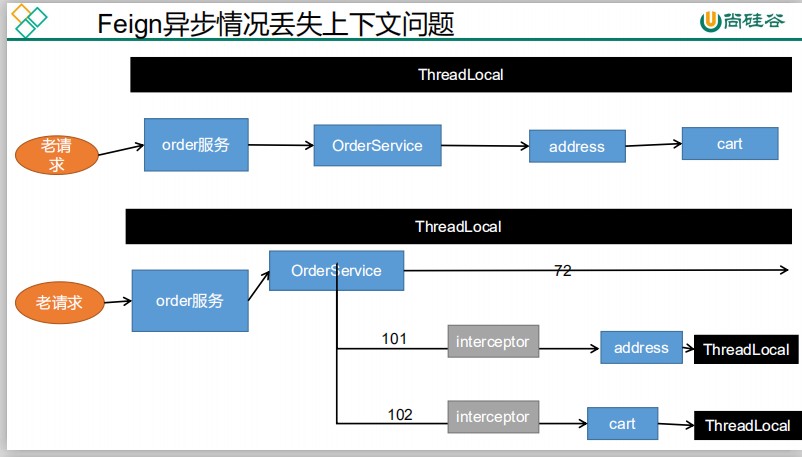 Feign异步情况丢失上下文问题
尚硅谷
ThreadLocal
老请
求
order服务
OrderService
address
cart
ThreadLocal
老请求
order服务
OrderService
72
101
interceptor
address
ThreadLocal
102
interceptor
cart
ThreadLocal